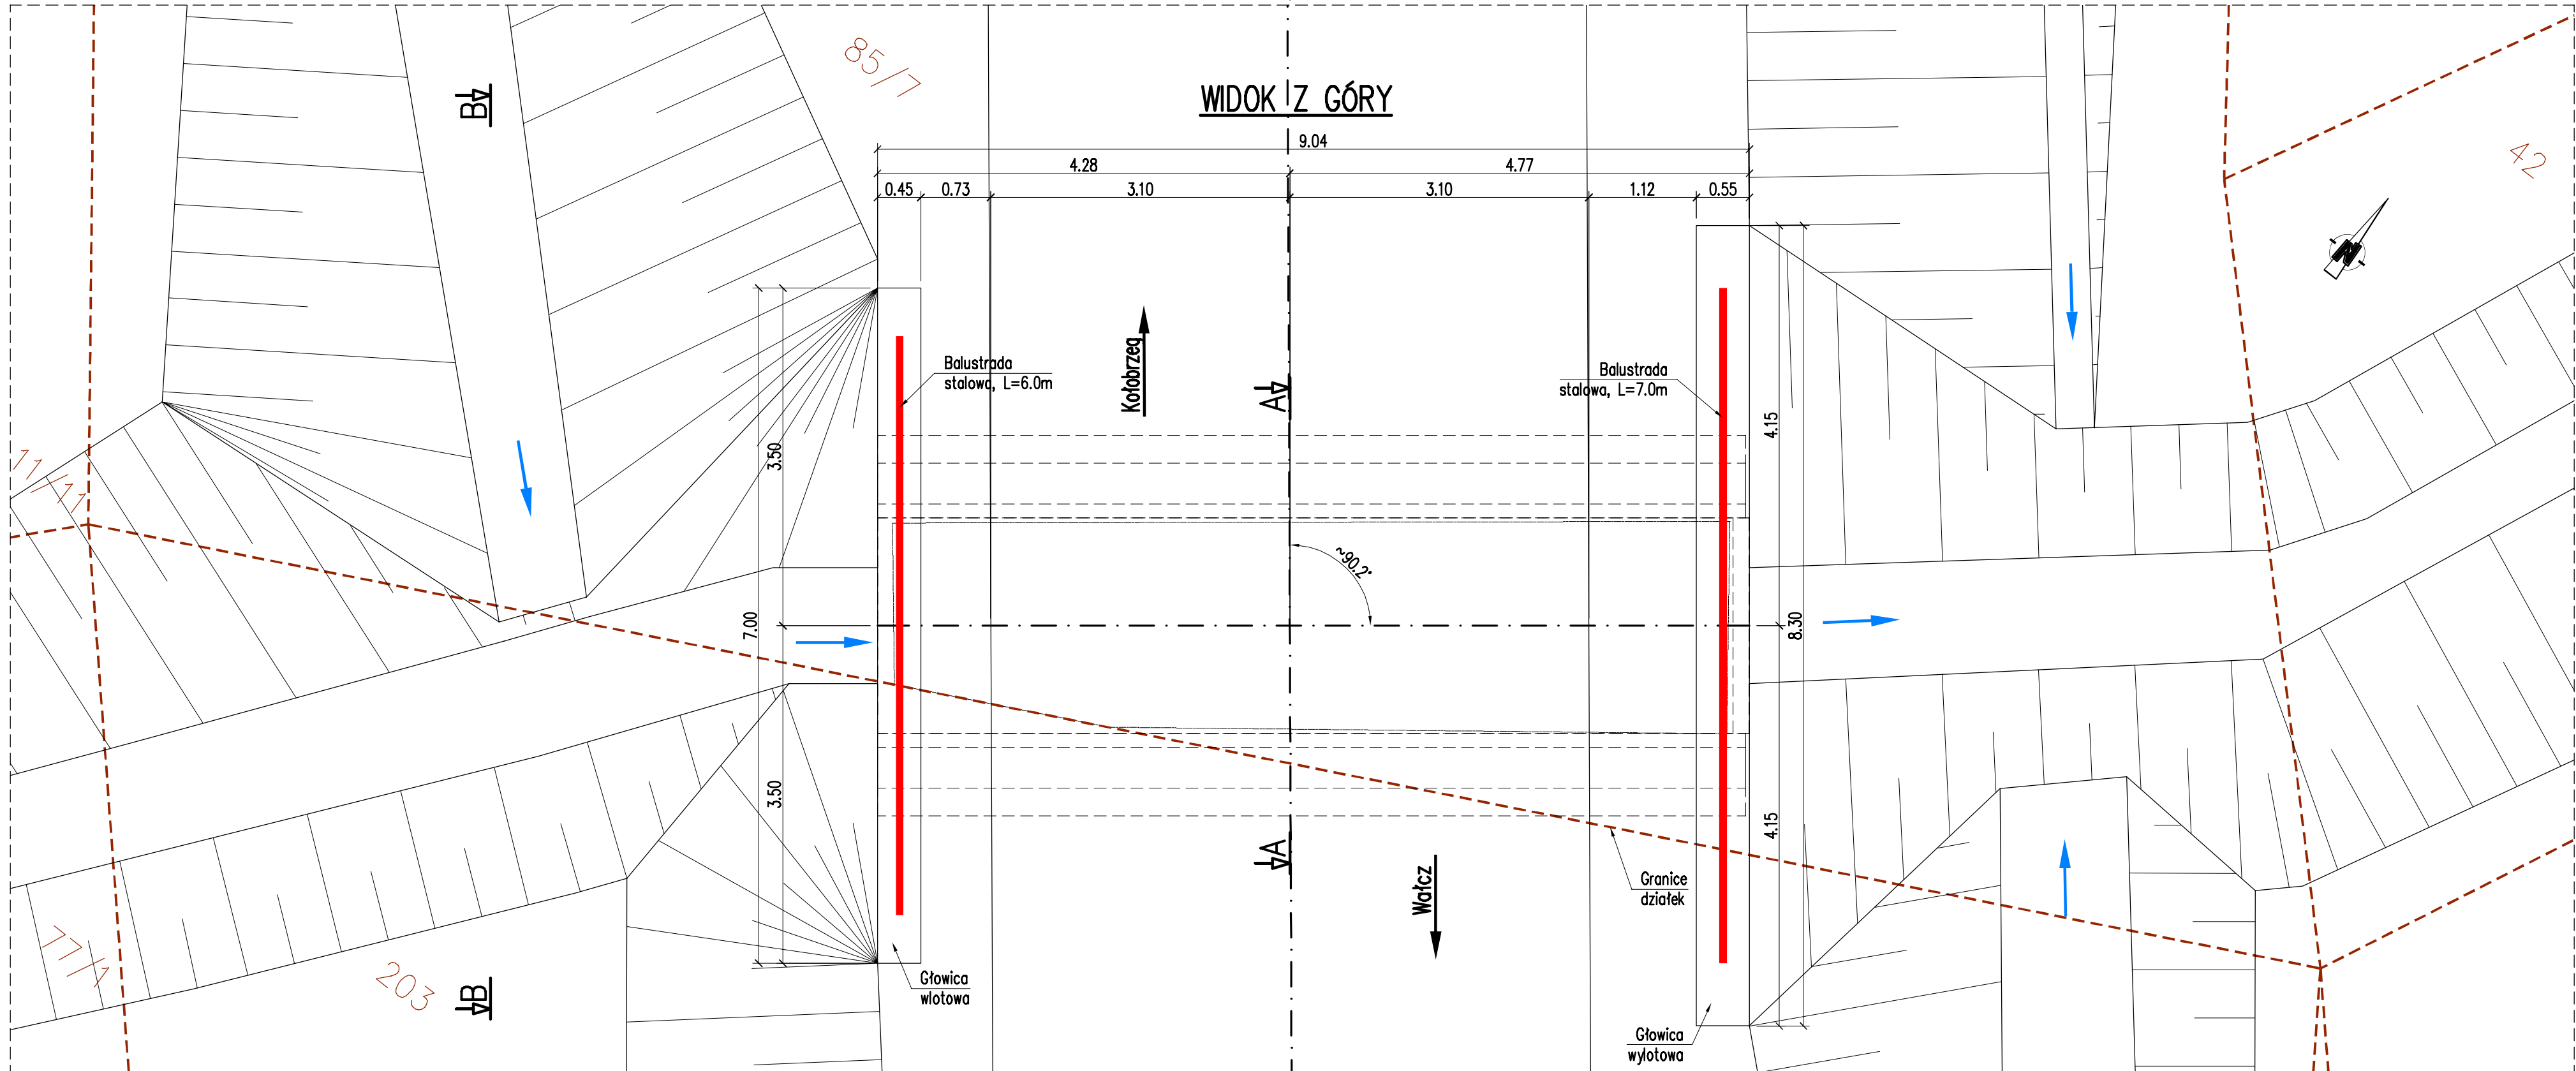 WIDOK Z GÓRY
85/7
42
11/11
77/1
203
B
B
9.04
4.28
4.77
0.45
0.73
3.10
3.10
1.12
0.55
Balustrada
stalowa, L=6.0m
Kołobrzeg
A
Balustrada
stalowa, L=7.0m
3.50
7.00
3.50
4.15
8.30
4.15
~90.2°
A
Wałcz
Granice
działek
Głowica
wlotowa
Głowica
wylotowa
N